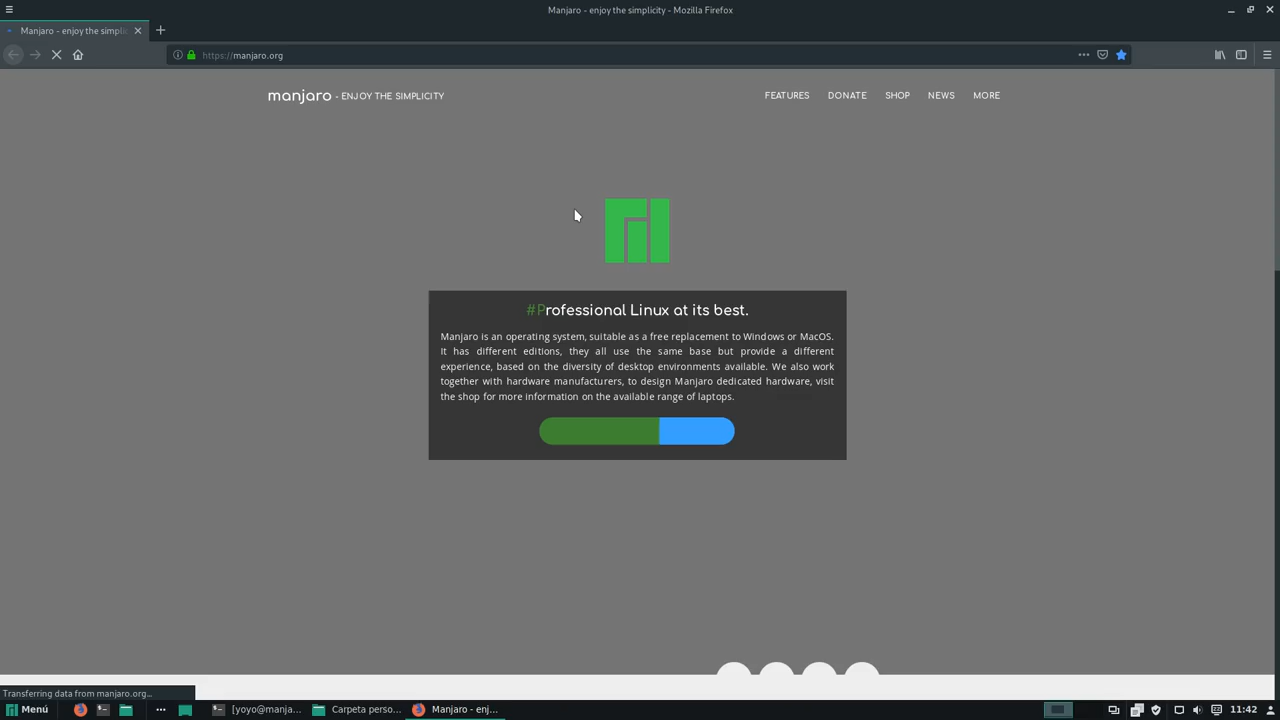 Manjaro - enjoy the simplicity - Mozilla Firefox
Manjaro - enjoy the simpli
https://manjaro.org
manjaro - ENJOY THE SIMPLICITY
FEATURES DONATE SHOP NEWS MORE
#Professional Linux at its best.
Manjaro is an operating system, suitable as a free replacement to Windows or MacOS.
It has different editions, they all use the same base but provide a different
experience, based on the diversity of desktop environments available. We also work
together with hardware manufacturers, to design Manjaro dedicated hardware, visit
the shop for more information on the available range of laptops.
Transferring data from manjaro.org...
Menú [yoyo@manja... Carpeta perso... Manjaro - enj... 11:42